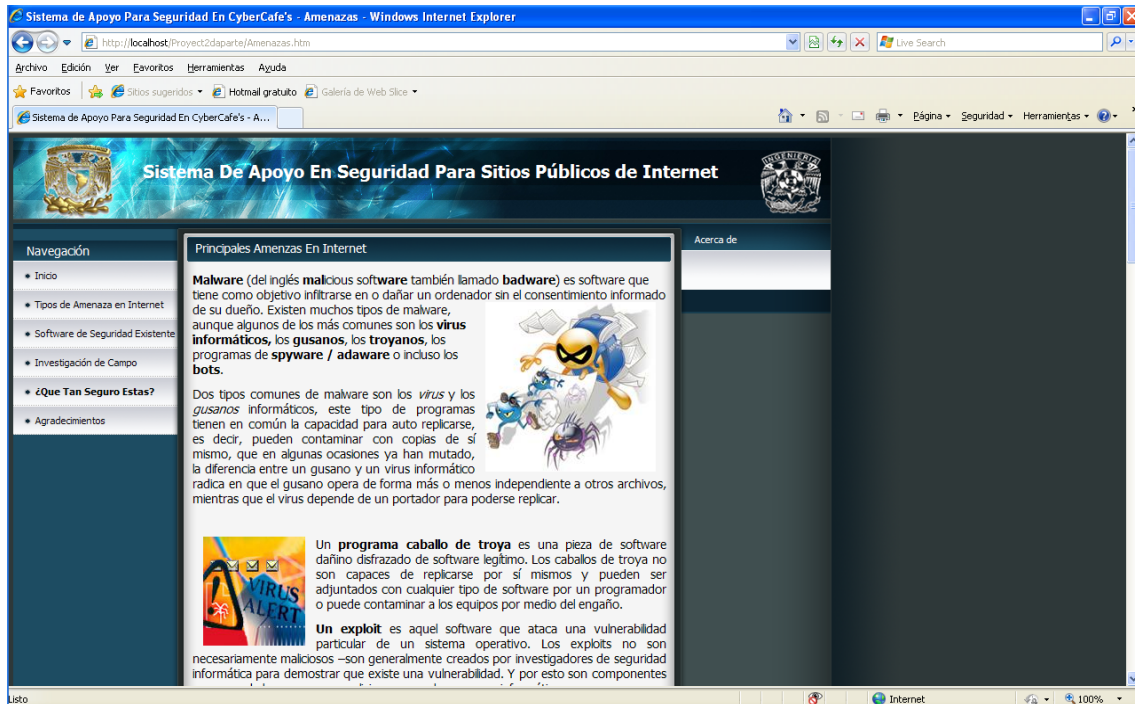 Sistema de Apoyo Para Seguridad En CyberCafe's - Amenazas - Windows Internet Explorer
http://localhost/Proyect2daparte/Amenazas.htm
Live Search
Archivo Edición Ver Favoritos Herramientas Ayuda
Favoritos Sitios sugeridos Hotmail gratuito Galería de Web Slice
Sistema de Apoyo Para Seguridad En CyberCafe's - A...
Página Seguridad Herramientas
Sistema De Apoyo En Seguridad Para Sitios Públicos de Internet
INGENIERIA
Navegación
Inicio
Tipos de Amenaza en Internet
Software de Seguridad Existente
Investigación de Campo
¿Que Tan Seguro Estas?
Agradecimientos
Principales Amenzas En Internet
Malware (del inglés malicious software también llamado badware) es software que
tiene como objetivo infiltrarse en o dañar un ordenador sin el consentimiento informado
de su dueño. Existen muchos tipos de malware,
aunque algunos de los más comunes son los virus
informáticos, los gusanos, los troyanos, los
programas de spyware / adaware o incluso los
bots.
Dos tipos comunes de malware son los virus y los
gusanos informáticos, este tipo de programas
tienen en común la capacidad para auto replicarse,
es decir, pueden contaminar con copias de sí
mismo, que en algunas ocasiones ya han mutado,
la diferencia entre un gusano y un virus informático
radica en que el gusano opera de forma más o menos independiente a otros archivos,
mientras que el virus depende de un portador para poderse replicar.
VIRUS
ALERT
Un programa caballo de troya es una pieza de software
dañino disfrazado de software legítimo. Los caballos de troya no
son capaces de replicarse por sí mismos y pueden ser
adjuntados con cualquier tipo de software por un programador
o puede contaminar a los equipos por medio del engaño.
Un exploit es aquel software que ataca una vulnerabilidad
particular de un sistema operativo. Los exploits no son
necesariamente maliciosos –son generalmente creados por investigadores de seguridad
informática para demostrar que existe una vulnerabilidad. Y por esto son componentes
Acerca de
Listo
Internet
100%